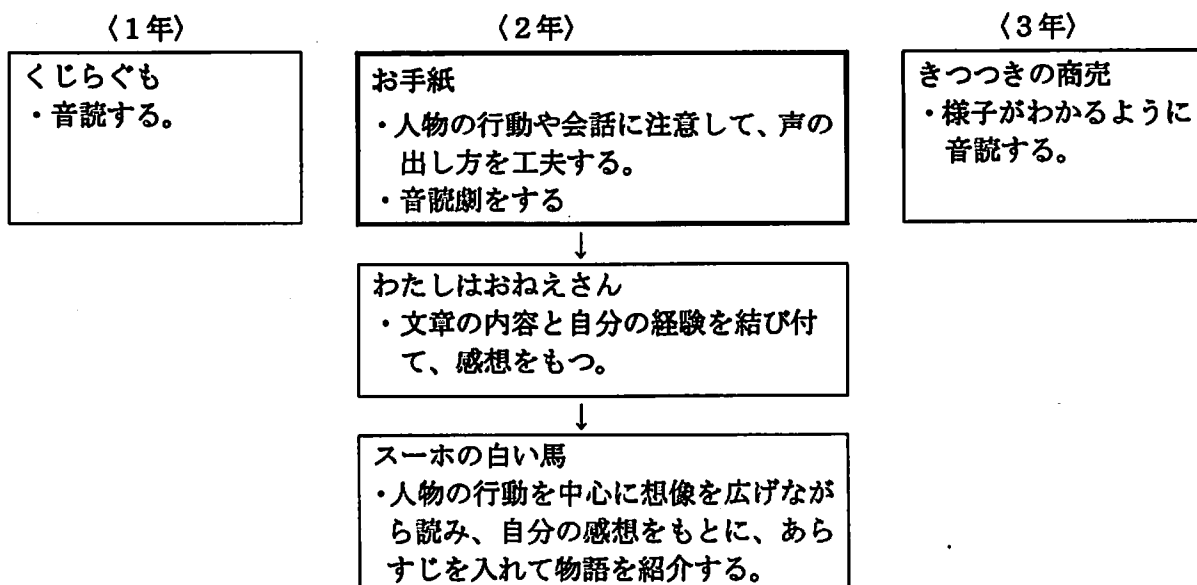 〈1年〉
くじらぐも
・音読する。
〈2年〉
お手紙
・人物の行動や会話に注意して、声の
出し方を工夫する。
・音読劇をする
↓
わたしはおねえさん
・文章の内容と自分の経験を結び付
て、感想をもつ。
↓
スーホの白い馬
・人物の行動を中心に想像を広げなが
ら読み、自分の感想をもとに、あら
すじを入れて物語を紹介する。
〈3年〉
きつつきの商売
・様子がわかるように
音読する。